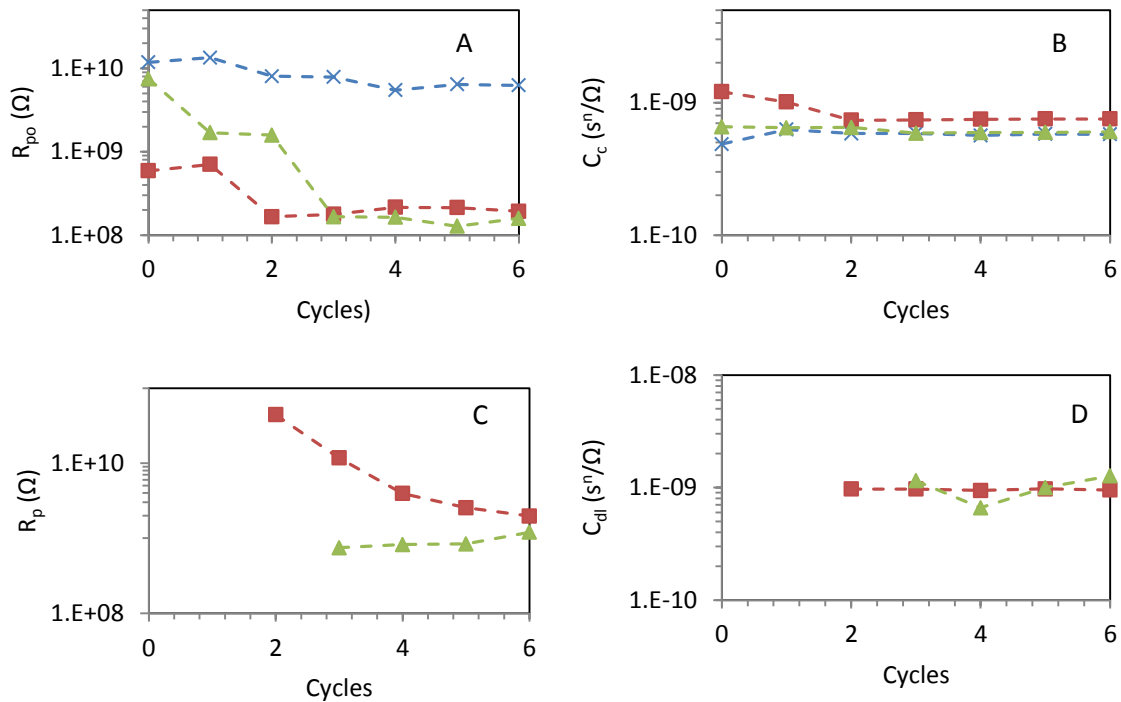 A
1.E+10
1.E+09
1.E+08
Rpo (Ω)
0 2 4 6
Cycles)
B
1.E-09
1.E-10
Cc (sⁿ/Ω)
0 2 4 6
Cycles
C
1.E+10
1.E+08
Rp (Ω)
0 2 4 6
Cycles
D
1.E-08
1.E-09
1.E-10
Cdl (sⁿ/Ω)
0 2 4 6
Cycles